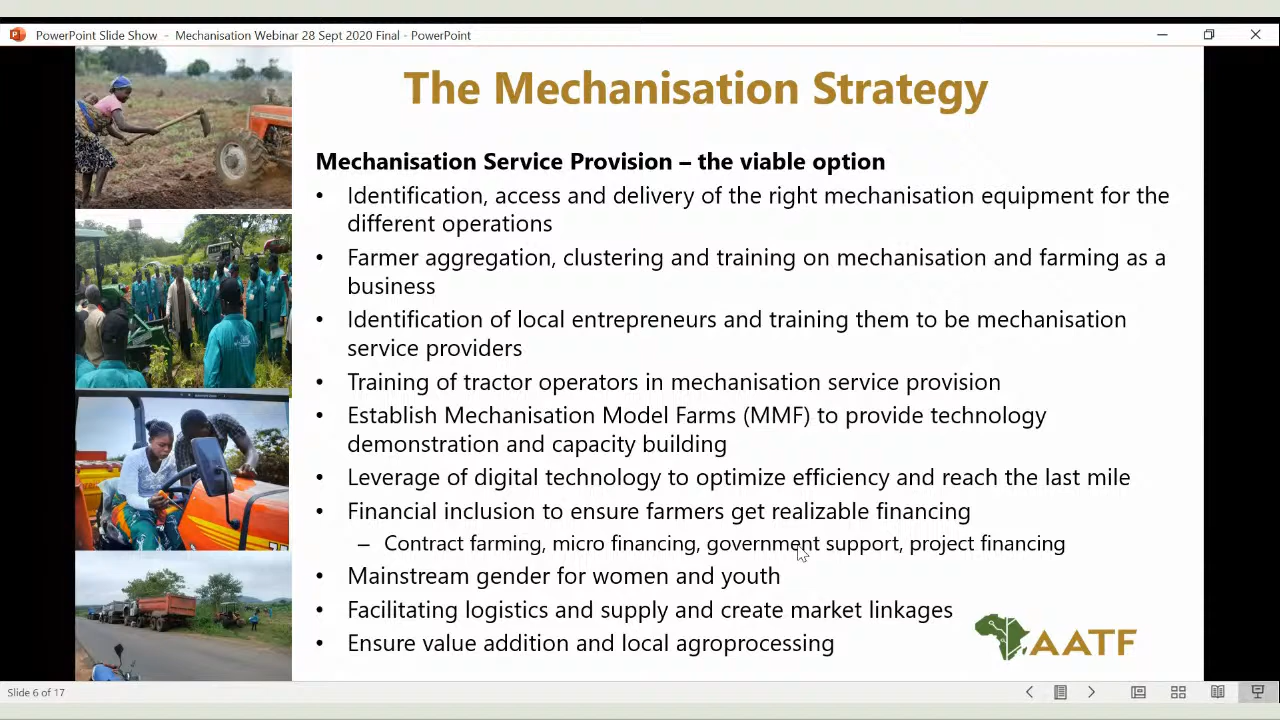 PowerPoint Slide Show - Mechanisation Webinar 28 Sept 2020 Final - PowerPoint
The Mechanisation Strategy
Mechanisation Service Provision – the viable option
• Identification, access and delivery of the right mechanisation equipment for the
different operations
• Farmer aggregation, clustering and training on mechanisation and farming as a
business
• Identification of local entrepreneurs and training them to be mechanisation
service providers
• Training of tractor operators in mechanisation service provision
• Establish Mechanisation Model Farms (MMF) to provide technology
demonstration and capacity building
• Leverage of digital technology to optimize efficiency and reach the last mile
• Financial inclusion to ensure farmers get realizable financing
– Contract farming, micro financing, government support, project financing
• Mainstream gender for women and youth
• Facilitating logistics and supply and create market linkages
• Ensure value addition and local agroprocessing
AATF
Slide 6 of 17